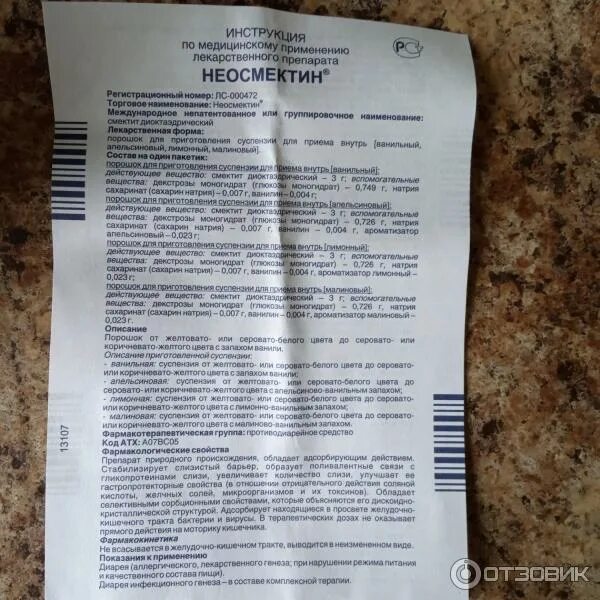 ИНСТРУКЦИЯ
по медицинскому применению
лекарственного препарата
НЕОСМЕКТИН®
РС
Регистрационный номер: ЛС-000472
Торговое наименование: Неосмектин®
Международное непатентованное или группировочное наименование:
смектит диоктаэдрический
Лекарственная форма:
порошок для приготовления суспензии для приема внутрь [ванильный,
апельсиновый, лимонный, малиновый].
Состав на один пакетик:
порошок для приготовления суспензии для приема внутрь [ванильный]:
действующее вещество: смектит диоктаэдрический – 3 г; вспомогательные
вещества: декстрозы моногидрат (глюкозы моногидрат) – 0,749 г, натрия
сахаринат (сахарин натрия) – 0,007 г, ванилин – 0,004 г;
порошок для приготовления суспензии для приема внутрь [апельсиновый]:
действующее вещество: смектит диоктаэдрический – 3 г; вспомогательные
вещества: декстрозы моногидрат (глюкозы моногидрат) – 0,726 г, натрия
сахаринат (сахарин натрия) – 0,007 г, ванилин – 0,004 г, ароматизатор
апельсиновый – 0,023 г;
порошок для приготовления суспензии для приема внутрь [лимонный]:
действующее вещество: смектит диоктаэдрический – 3 г; вспомогательные
вещества: декстрозы моногидрат (глюкозы моногидрат) – 0,726 г, натрия
сахаринат (сахарин натрия) – 0,007 г, ванилин – 0,004 г, ароматизатор лимонный –
0,023 г;
порошок для приготовления суспензии для приема внутрь [малиновый]:
действующее вещество: смектит диоктаэдрический – 3 г; вспомогательные
вещества: декстрозы моногидрат (глюкозы моногидрат) – 0,726 г, натрия
сахаринат (сахарин натрия) – 0,007 г, ванилин – 0,004 г, ароматизатор малиновый –
0,023 г.
Описание
Порошок от желтовато- или серовато-белого цвета до серовато- или
коричневато-желтого цвета с запахом ванили.
Описание приготовленной суспензии:
- ванильная: суспензия от желтовато- или серовато-белого цвета до серовато-
или коричневато-желтого цвета с запахом ванили;
- апельсиновая: суспензия от желтовато- или серовато-белого цвета до
серовато- или коричневато-желтого цвета с апельсиново-ванильным запахом;
- лимонная: суспензия от желтовато- или серовато-белого цвета до серовато-
или коричневато-желтого цвета с лимонно-ванильным запахом;
- малиновая: суспензия от желтовато- или серовато-белого цвета до серовато-
или коричневато-желтого цвета с малиново-ванильным запахом.
Фармакотерапевтическая группа: противодиарейное средство
Код АТХ: А07ВС05
Фармакологические свойства
Препарат природного происхождения, обладает адсорбирующим действием.
Стабилизирует слизистый барьер, образует поливалентные связи с
гликопротеинами слизи, увеличивает количество слизи, улучшает ее
гастропротекторные свойства (в отношении отрицательного действия соляной
кислоты, желчных солей, микроорганизмов и их токсинов). Обладает
селективными сорбционными свойствами, которые объясняются его дискоидно-
кристаллической структурой. Адсорбирует находящиеся в просвете желудочно-
кишечного тракта бактерии и вирусы. В терапевтических дозах не оказывает
прямого действия на моторику кишечника.
Фармакокинетика
Не всасывается в желудочно-кишечном тракте, выводится в неизмененном виде.
Показания к применению
Диарея (аллергического, лекарственного генеза; при нарушении режима питания
и качественного состава пищи).
Диарея инфекционного генеза – в составе комплексной терапии.
13107
ОТЗОВИК